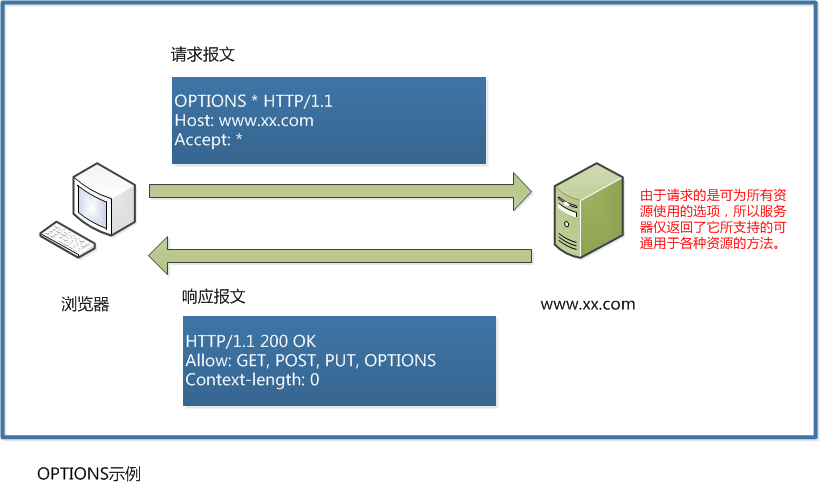 请求报文
OPTIONS * HTTP/1.1
Host: www.xx.com
Accept: *
由于请求的是可为所有资
源使用的选项，所以服务
器仅返回了它所支持的可
通用于各种资源的方法。
浏览器
响应报文
www.xx.com
HTTP/1.1 200 OK
Allow: GET, POST, PUT, OPTIONS
Context-length: 0
OPTIONS示例